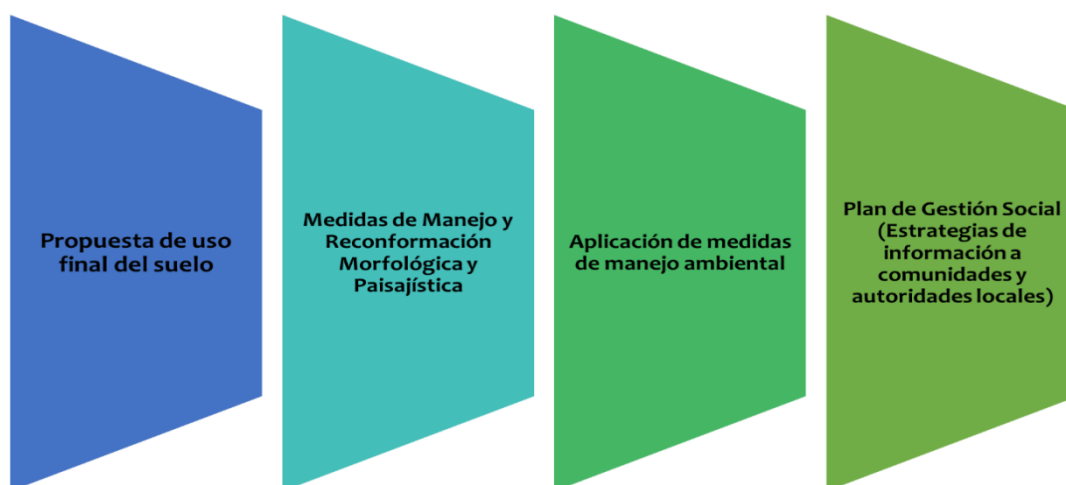 Propuesta de uso
final del suelo
Medidas de Manejo y
Reconformación
Morfológica y
Paisajística
Aplicación de medidas
de manejo ambiental
Plan de Gestión Social
(Estrategias de
información a
comunidades y
autoridades locales)